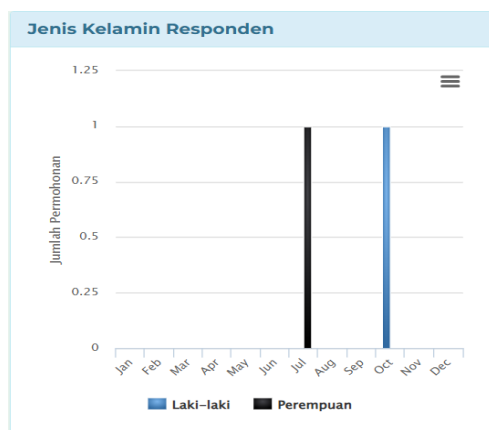 Jenis Kelamin Responden
1.25
1
0.75
0.5
0.25
0
Jumlah Permohonan
Jan Feb Mar Apr May Jun Jul Aug Sep Oct Nov Dec
Laki-laki Perempuan